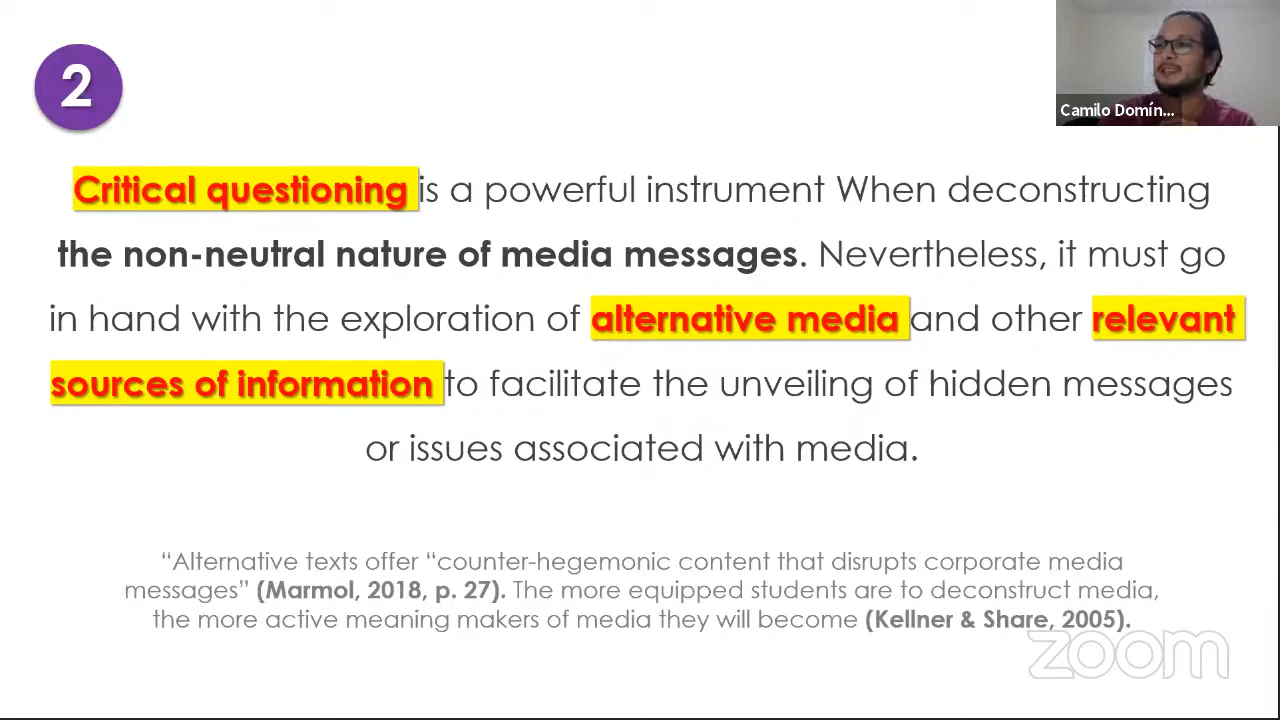 2
Camilo Domín...
Critical questioning is a powerful instrument When deconstructing
the non-neutral nature of media messages. Nevertheless, it must go
in hand with the exploration of alternative media and other relevant
sources of information to facilitate the unveiling of hidden messages
or issues associated with media.
“Alternative texts offer “counter-hegemonic content that disrupts corporate media
messages” (Marmol, 2018, p. 27). The more equipped students are to deconstruct media,
the more active meaning makers of media they will become (Kellner & Share, 2005).
zoom